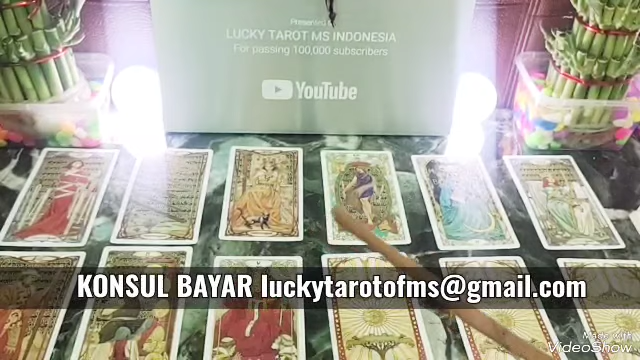 Presented to
LUCKY TAROT MS INDONESIA
For passing 100,000 subscribers
YouTube
KONSUL BAYAR luckytarotofms@gmail.com
Made With
VideoShow